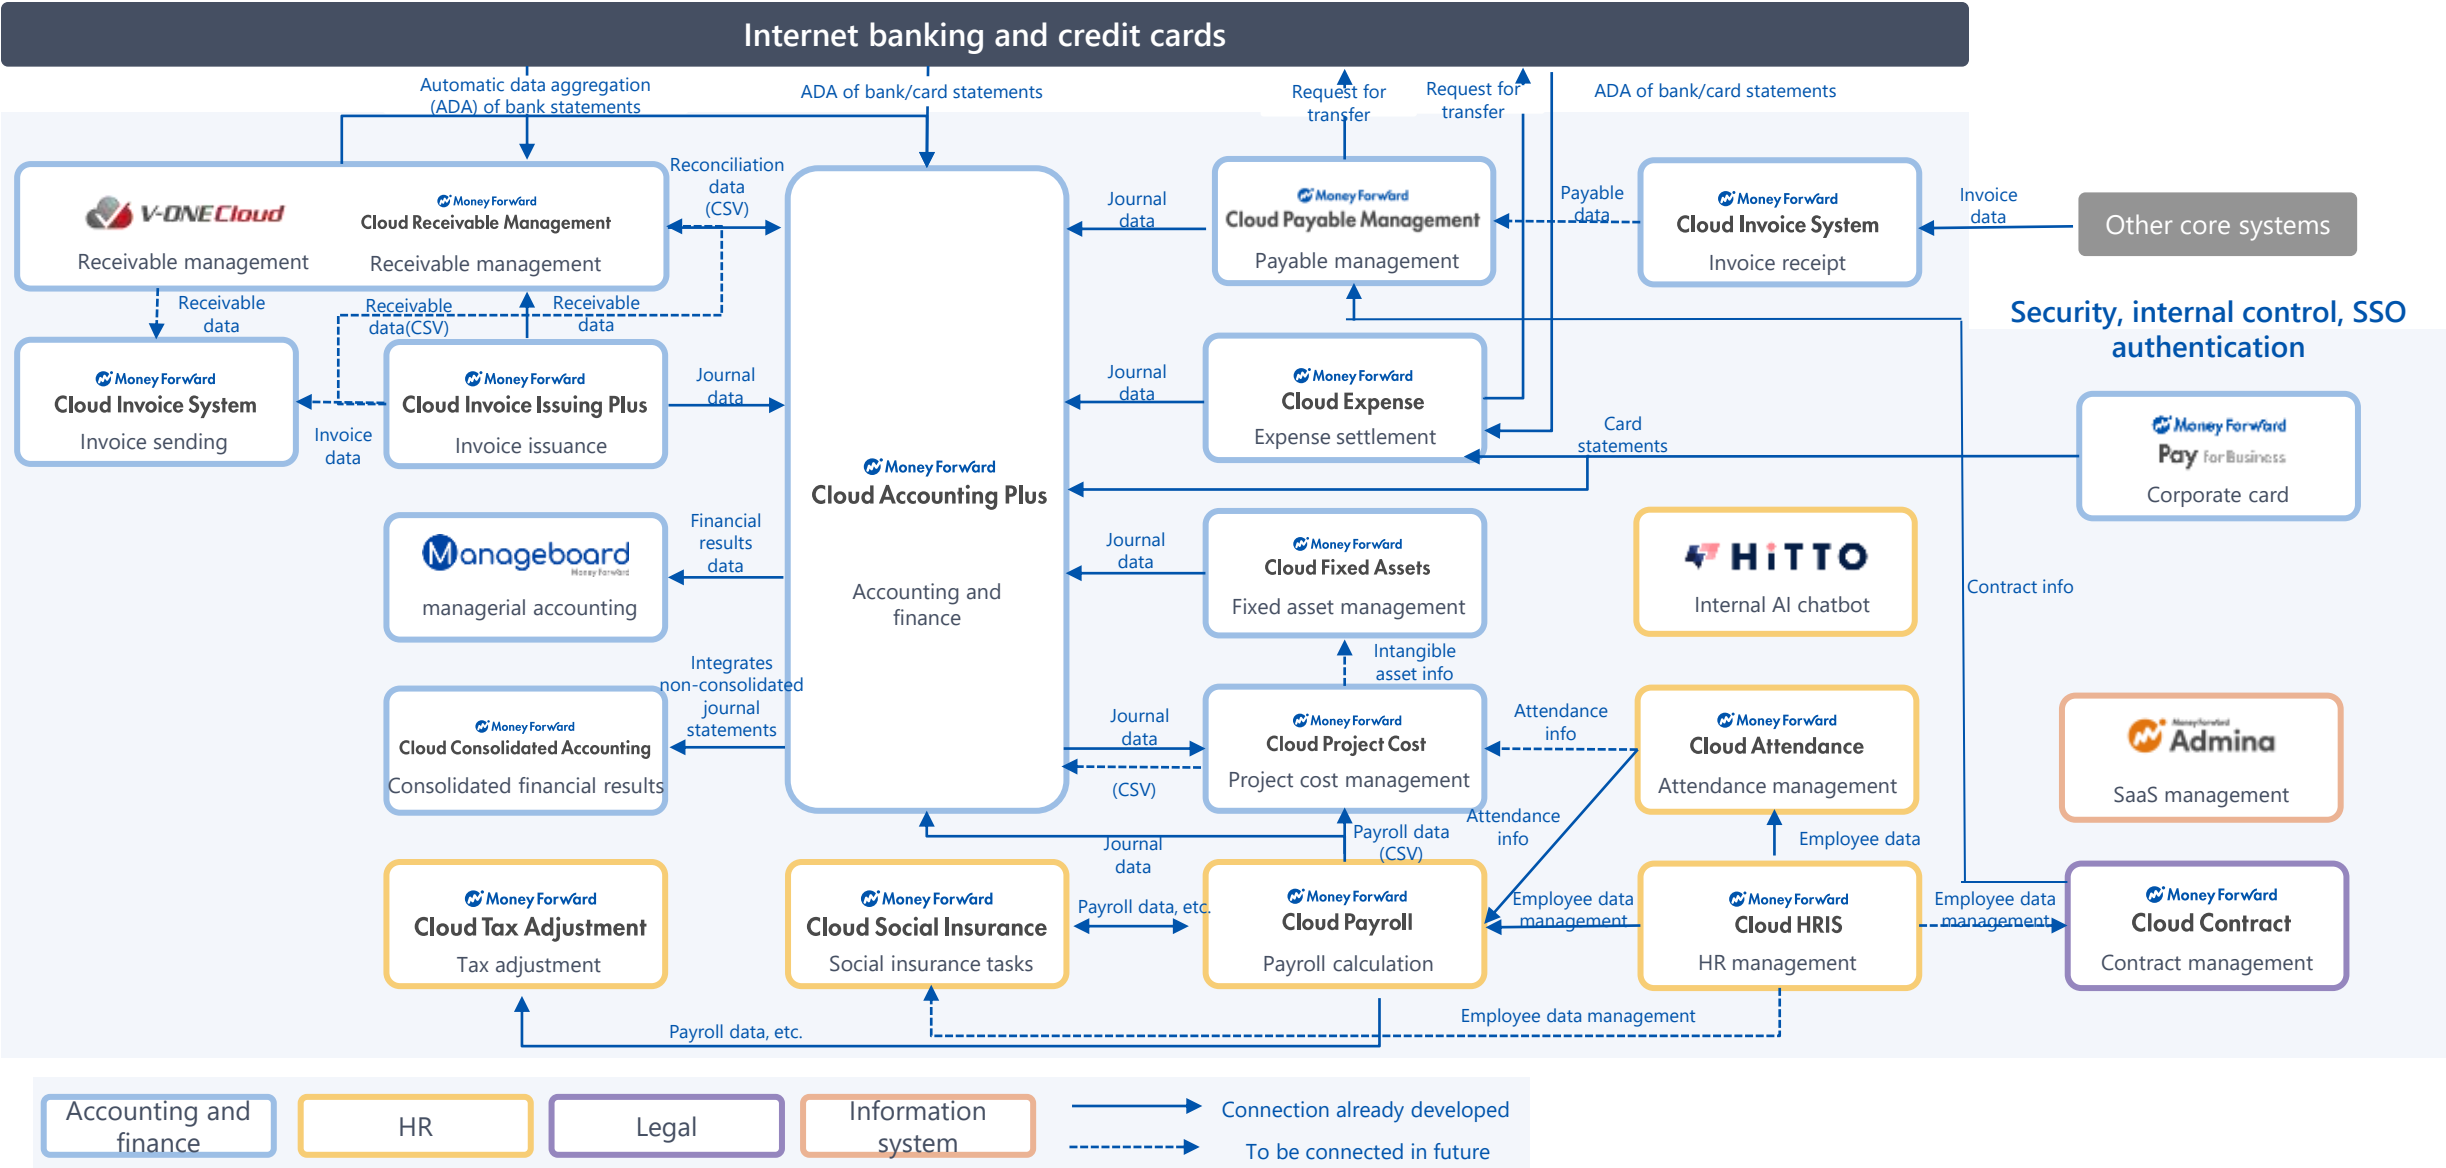 Internet banking and credit cards
Automatic data aggregation
(ADA) of bank statements
ADA of bank/card statements
Request for
transfer
Request for
transfer
ADA of bank/card statements
V-ONE Cloud
Receivable management
Money Forward
Cloud Receivable Management
Receivable management
Reconciliation
data
(CSV)
Journal
data
Money Forward
Cloud Payable Management
Payable management
Payable
data
Money Forward
Cloud Invoice System
Invoice receipt
Invoice
data
Other core systems
Security, internal control, SSO
authentication
Receivable
data
Receivable
data(CSV)
Receivable
data
Money Forward
Cloud Invoice System
Invoice sending
Invoice
data
Money Forward
Cloud Invoice Issuing Plus
Invoice issuance
Journal
data
Money Forward
Cloud Accounting Plus
Accounting and
finance
Journal
data
Money Forward
Cloud Expense
Expense settlement
Card
statements
Money Forward
Pay for Business
Corporate card
Manageboard
Money Forward
managerial accounting
Financial
results
data
Journal
data
Money Forward
Cloud Fixed Assets
Fixed asset management
HiTTO
Internal AI chatbot
Contract info
Intangible
asset info
Integrates
non-consolidated
journal
statements
Money Forward
Cloud Consolidated Accounting
Consolidated financial results
Journal
data
(CSV)
Money Forward
Cloud Project Cost
Project cost management
Attendance
info
Money Forward
Cloud Attendance
Attendance management
Money Forward
Admina
SaaS management
Journal
data
Payroll data
(CSV)
Attendance
info
Employee data
Money Forward
Cloud Tax Adjustment
Tax adjustment
Money Forward
Cloud Social Insurance
Social insurance tasks
Payroll data, etc.
Money Forward
Cloud Payroll
Payroll calculation
Employee data
management
Money Forward
Cloud HRIS
HR management
Employee data
management
Money Forward
Cloud Contract
Contract management
Payroll data, etc.
Employee data management
Accounting and
finance
HR
Legal
Information
system
Connection already developed
To be connected in future